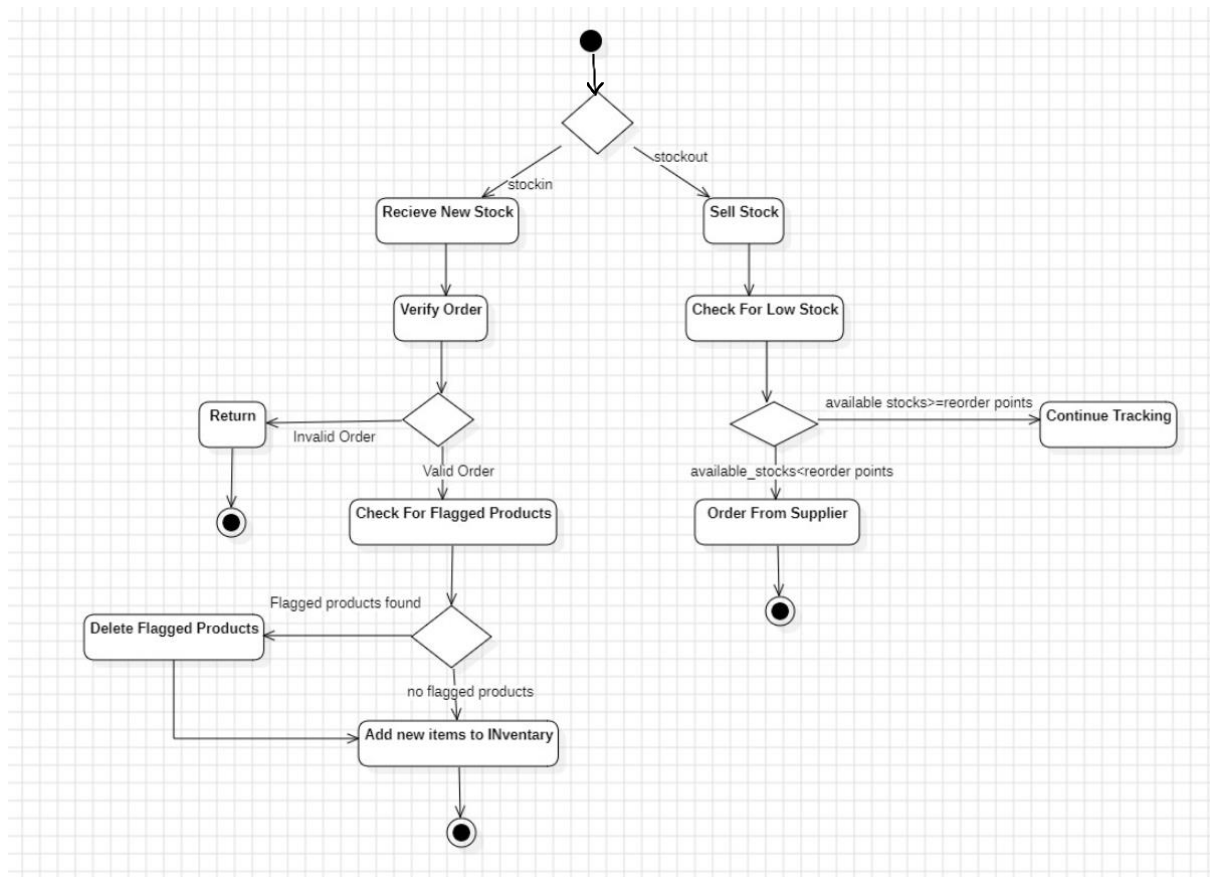 stockout
stockin
Recieve New Stock
Sell Stock
Verify Order
Check For Low Stock
available stocks>=reorder points
Return
Continue Tracking
Invalid Order
Valid Order
available_stocks<reorder points
Check For Flagged Products
Order From Supplier
Flagged products found
Delete Flagged Products
no flagged products
Add new items to INventary